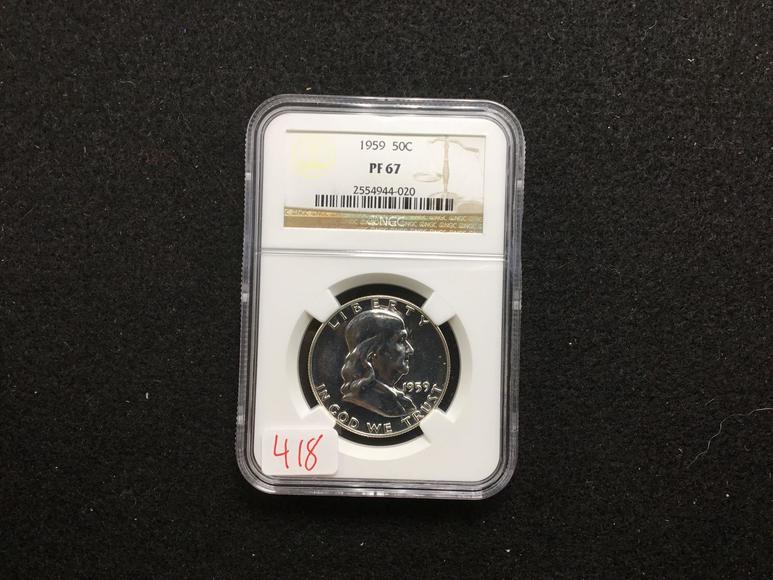 1959 50C
PF 67
2554944-020
NGC
LIBERTY
1959
IN GOD WE TRUST
418